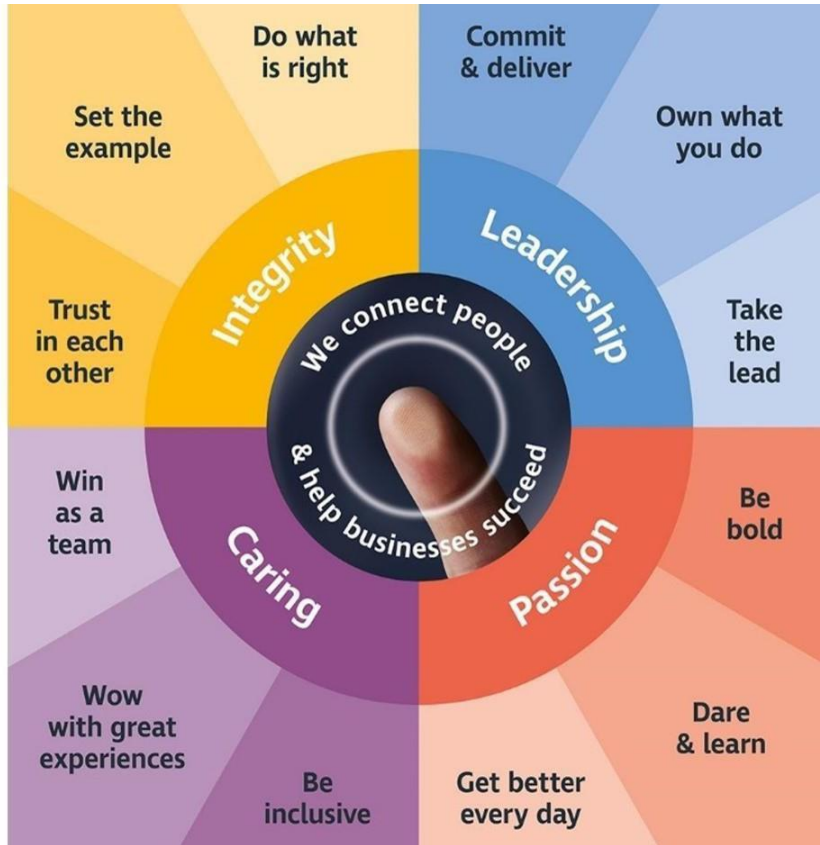 Do what
is right
Commit
& deliver
Set the
example
Own what
you do
Integrity
Leadership
Trust
in each
other
We connect people
& help businesses succeed
Take
the
lead
Win
as a
team
Caring
Passion
Be
bold
Wow
with great
experiences
Dare
& learn
Be
inclusive
Get better
every day